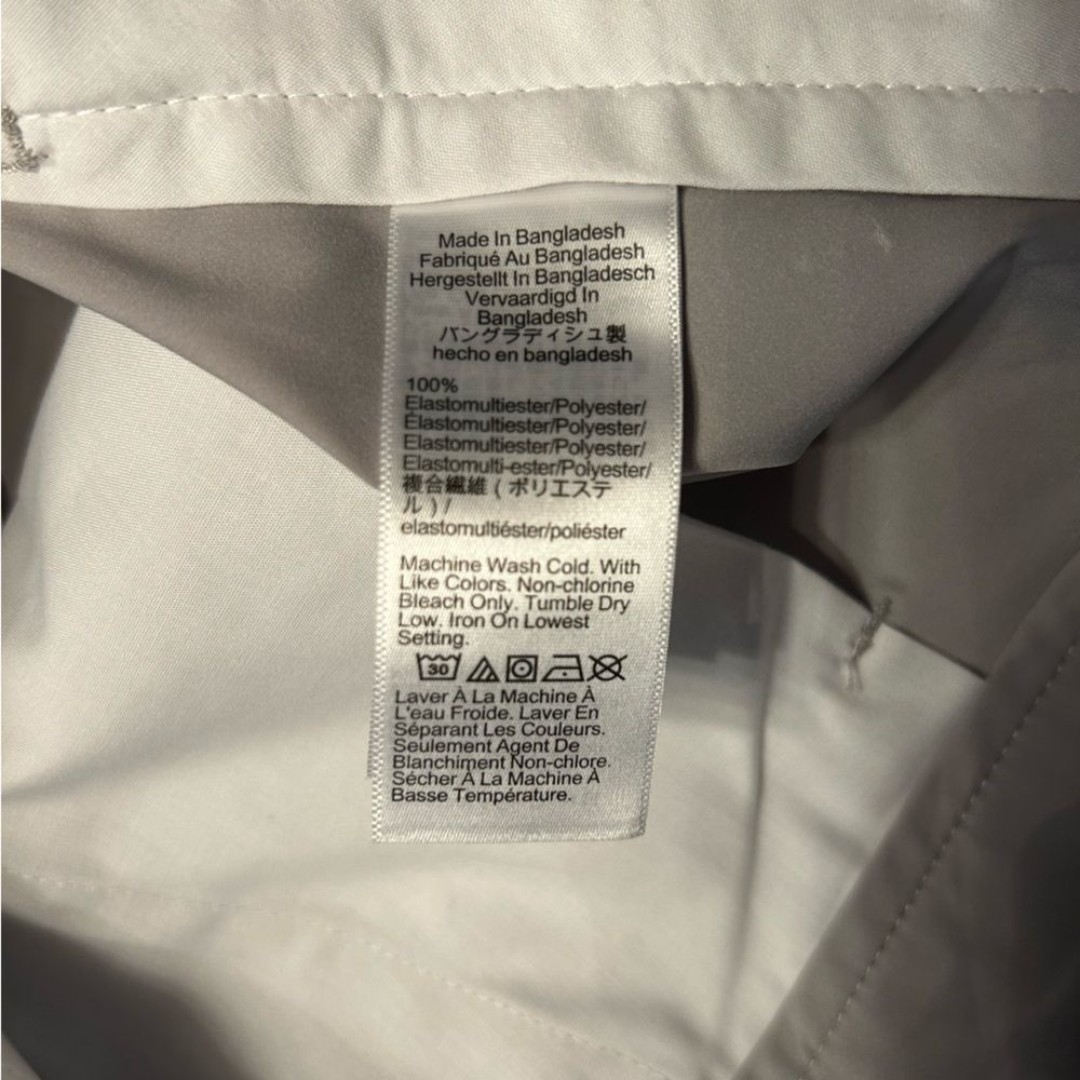 Made In Bangladesh
Fabriqué Au Bangladesh
Hergestellt In Bangladesch
Vervaardigd In
Bangladesh
バングラディシュ製
hecho en bangladesh
100%
Elastomultiester/Polyester/
Élastomultiester/Polyester/
Elastomultiester/Polyester/
Elastomulti-ester/Polyester/
複合繊維 ( ポリエステ
ル ) /
elastomultiéster/poliéster
Machine Wash Cold. With
Like Colors. Non-chlorine
Bleach Only. Tumble Dry
Low. Iron On Lowest
Setting.
30
Laver À La Machine À
L'eau Froide. Laver En
Séparant Les Couleurs.
Seulement Agent De
Blanchiment Non-chlore.
Sécher À La Machine À
Basse Température.